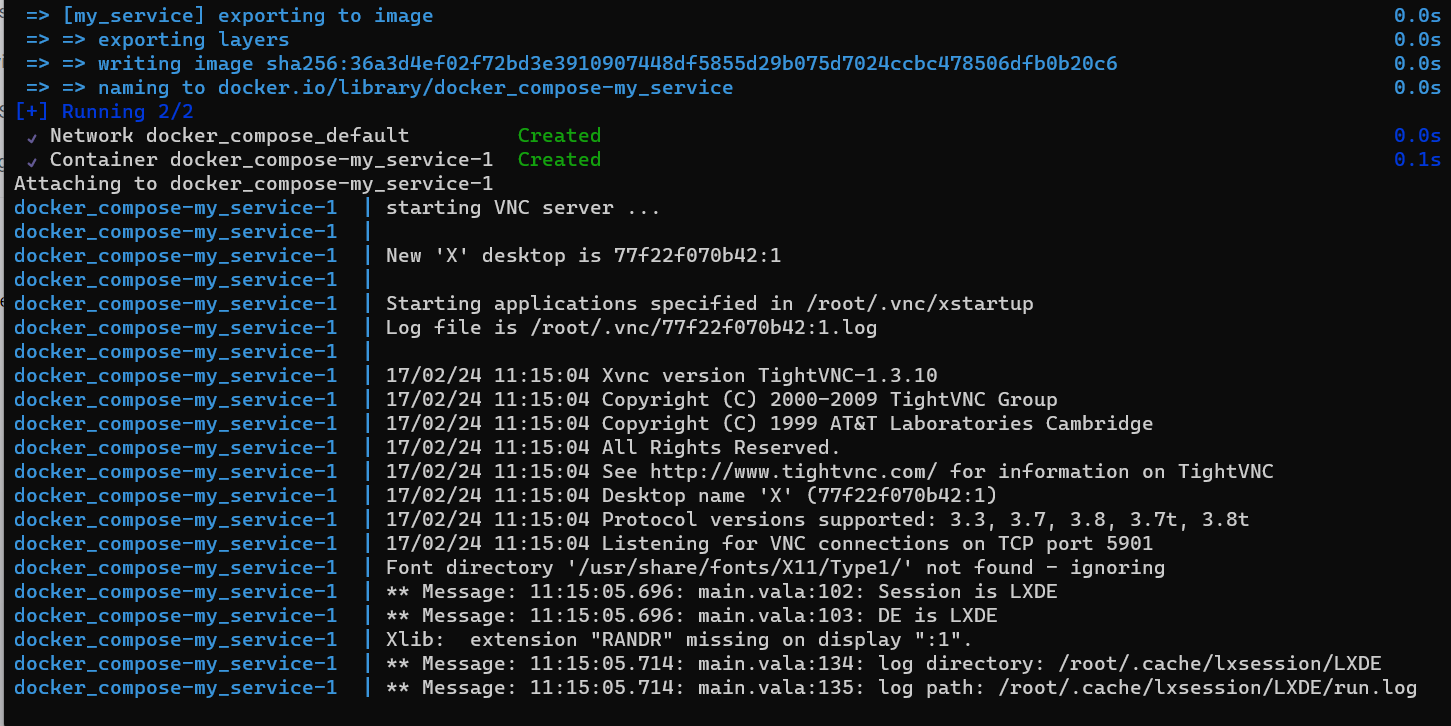 => [my_service] exporting to image 0.0s
=> => exporting layers 0.0s
=> => writing image sha256:36a3d4ef02f72bd3e3910907448df5855d29b075d7024ccbc478506dfb0b20c6 0.0s
=> => naming to docker.io/library/docker_compose-my_service 0.0s
[+] Running 2/2
✓ Network docker_compose_default Created 0.0s
✓ Container docker_compose-my_service-1 Created 0.1s
Attaching to docker_compose-my_service-1
docker_compose-my_service-1 | starting VNC server ...
docker_compose-my_service-1 |
docker_compose-my_service-1 | New 'X' desktop is 77f22f070b42:1
docker_compose-my_service-1 |
docker_compose-my_service-1 | Starting applications specified in /root/.vnc/xstartup
docker_compose-my_service-1 | Log file is /root/.vnc/77f22f070b42:1.log
docker_compose-my_service-1 |
docker_compose-my_service-1 | 17/02/24 11:15:04 Xvnc version TightVNC-1.3.10
docker_compose-my_service-1 | 17/02/24 11:15:04 Copyright (C) 2000-2009 TightVNC Group
docker_compose-my_service-1 | 17/02/24 11:15:04 Copyright (C) 1999 AT&T Laboratories Cambridge
docker_compose-my_service-1 | 17/02/24 11:15:04 All Rights Reserved.
docker_compose-my_service-1 | 17/02/24 11:15:04 See http://www.tightvnc.com/ for information on TightVNC
docker_compose-my_service-1 | 17/02/24 11:15:04 Desktop name 'X' (77f22f070b42:1)
docker_compose-my_service-1 | 17/02/24 11:15:04 Protocol versions supported: 3.3, 3.7, 3.8, 3.7t, 3.8t
docker_compose-my_service-1 | 17/02/24 11:15:04 Listening for VNC connections on TCP port 5901
docker_compose-my_service-1 | Font directory '/usr/share/fonts/X11/Type1/' not found - ignoring
docker_compose-my_service-1 | ** Message: 11:15:05.696: main.vala:102: Session is LXDE
docker_compose-my_service-1 | ** Message: 11:15:05.696: main.vala:103: DE is LXDE
docker_compose-my_service-1 | Xlib:  extension "RANDR" missing on display ":1".
docker_compose-my_service-1 | ** Message: 11:15:05.714: main.vala:134: log directory: /root/.cache/lxsession/LXDE
docker_compose-my_service-1 | ** Message: 11:15:05.714: main.vala:135: log path: /root/.cache/lxsession/LXDE/run.log